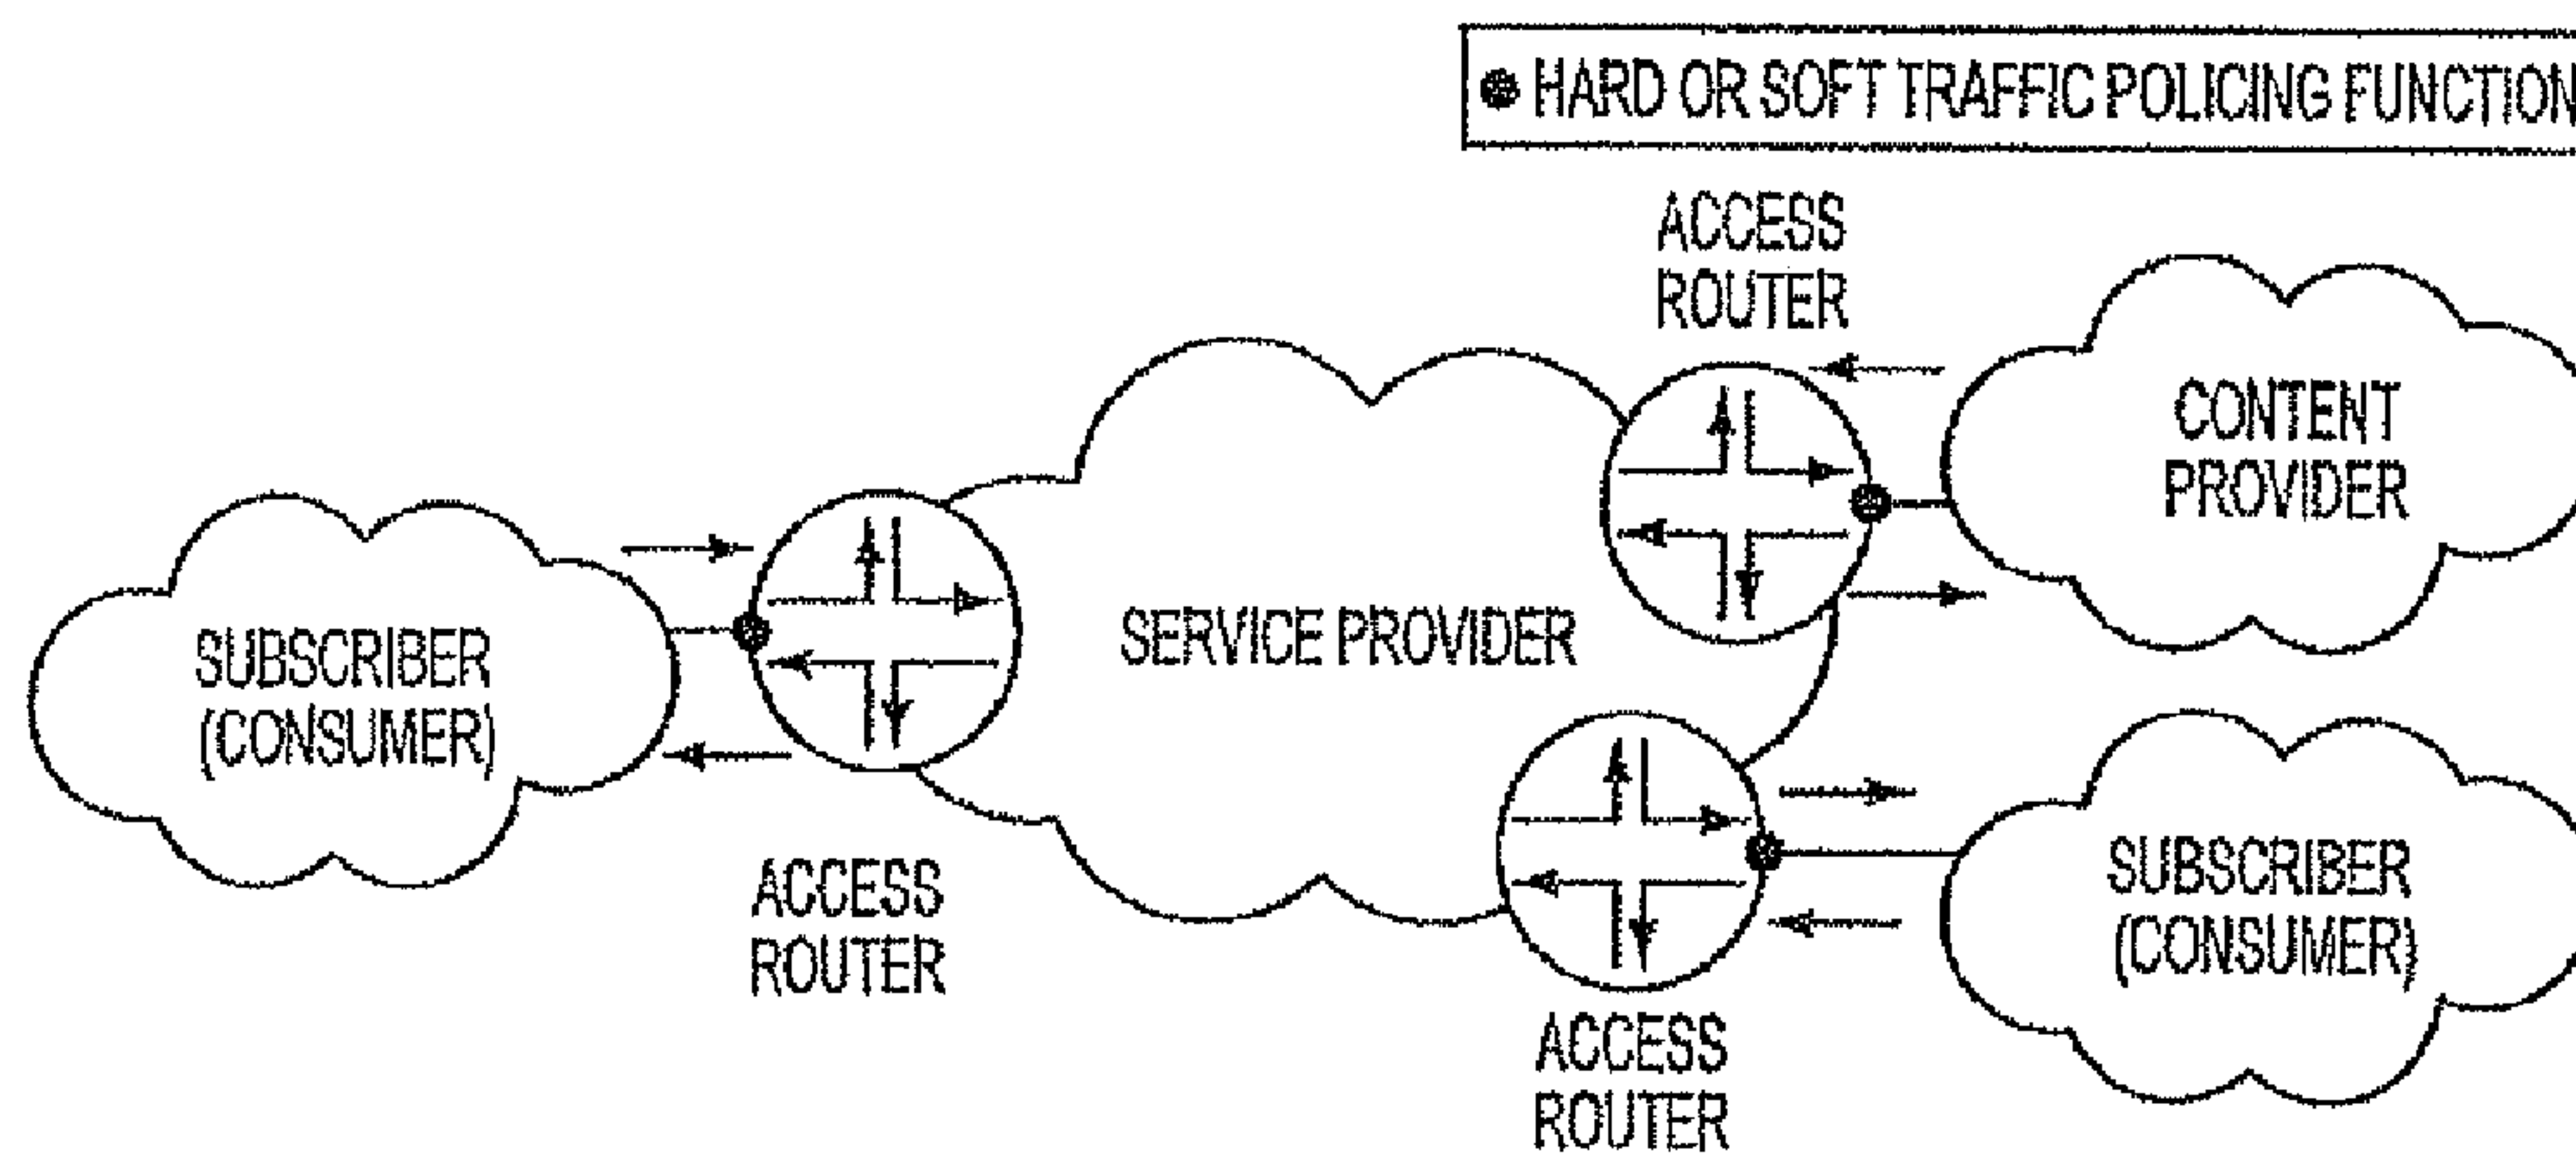 HARD OR SOFT TRAFFIC POLICING FUNCTION
ACCESS
ROUTER
CONTENT
PROVIDER
SERVICE PROVIDER
SUBSCRIBER
(CONSUMER)
ACCESS
ROUTER
SUBSCRIBER
(CONSUMER)
ACCESS
ROUTER